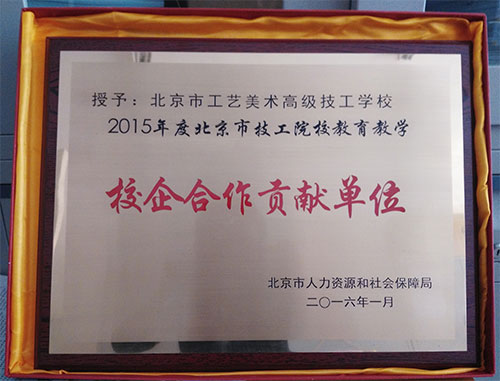 授予：北京市工艺美术高级技工学校
2015年度北京市技工院校教育教学
校企合作贡献单位
北京市人力资源和社会保障局
二〇一六年一月